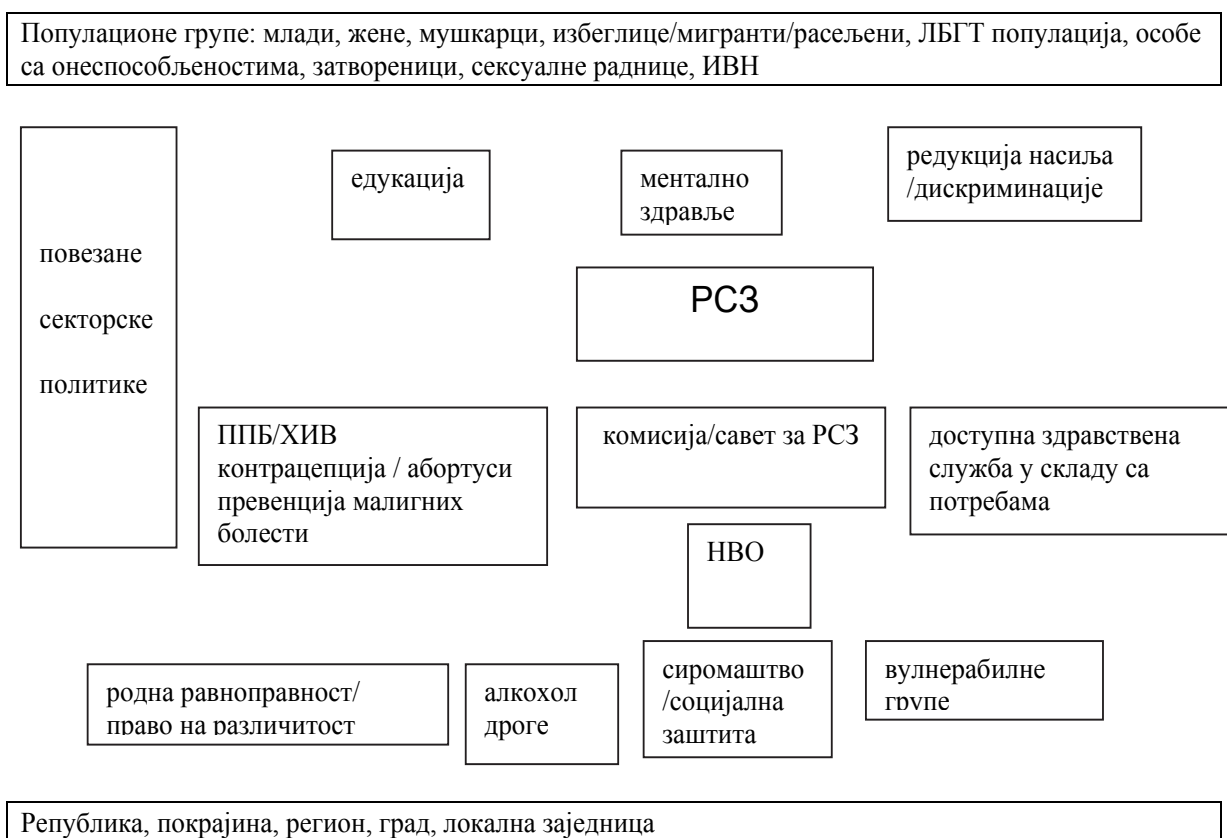 Популационе групе: млади, жене, мушкарци, избеглице/мигранти/расељени, ЛБГТ популација, особе
са онеспособљеностима, затвореници, сексуалне раднице, ИВН
повезане
секторске
политике
едукација
ментално
здравље
редукција насиља
/дискриминације
РСЗ
ППБ/ХИВ
контрацепција / абортуси
превенција малигних
болести
комисија/савет за РСЗ
доступна здравствена
служба у складу са
потребама
НВО
родна равноправност/
право на различитост
алкохол
дроге
сиромаштво
/социјална
заштита
вулнерабилне
групе
Република, покрајина, регион, град, локална заједница